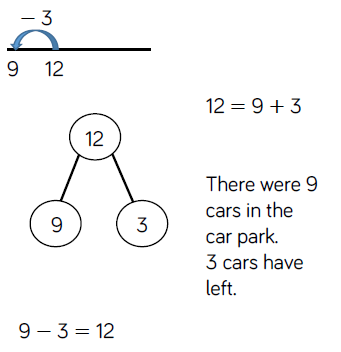 − 3
9 12
12 = 9 + 3
12
9 3
There were 9
cars in the
car park.
3 cars have
left.
9 − 3 = 12